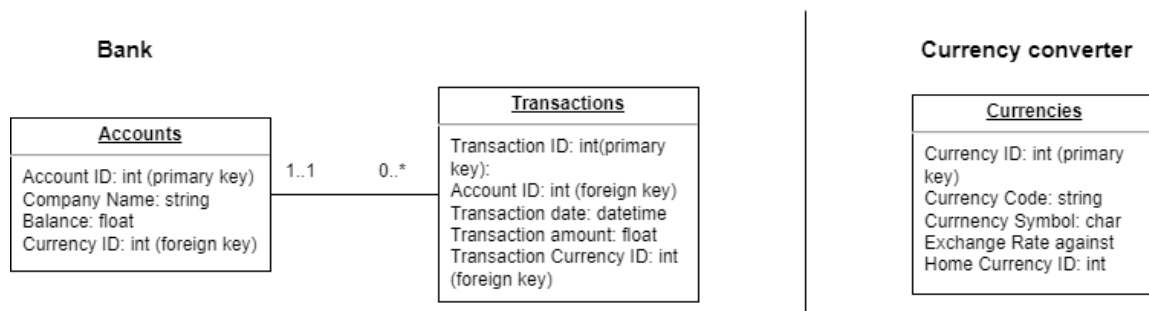 Bank
Accounts
Account ID: int (primary key)
Company Name: string
Balance: float
Currency ID: int (foreign key)
1..1
0..*
Transactions
Transaction ID: int(primary
key):
Account ID: int (foreign key)
Transaction date: datetime
Transaction amount: float
Transaction Currency ID: int
(foreign key)
Currency converter
Currencies
Currency ID: int (primary
key)
Currency Code: string
Currnency Symbol: char
Exchange Rate against
Home Currency ID: int